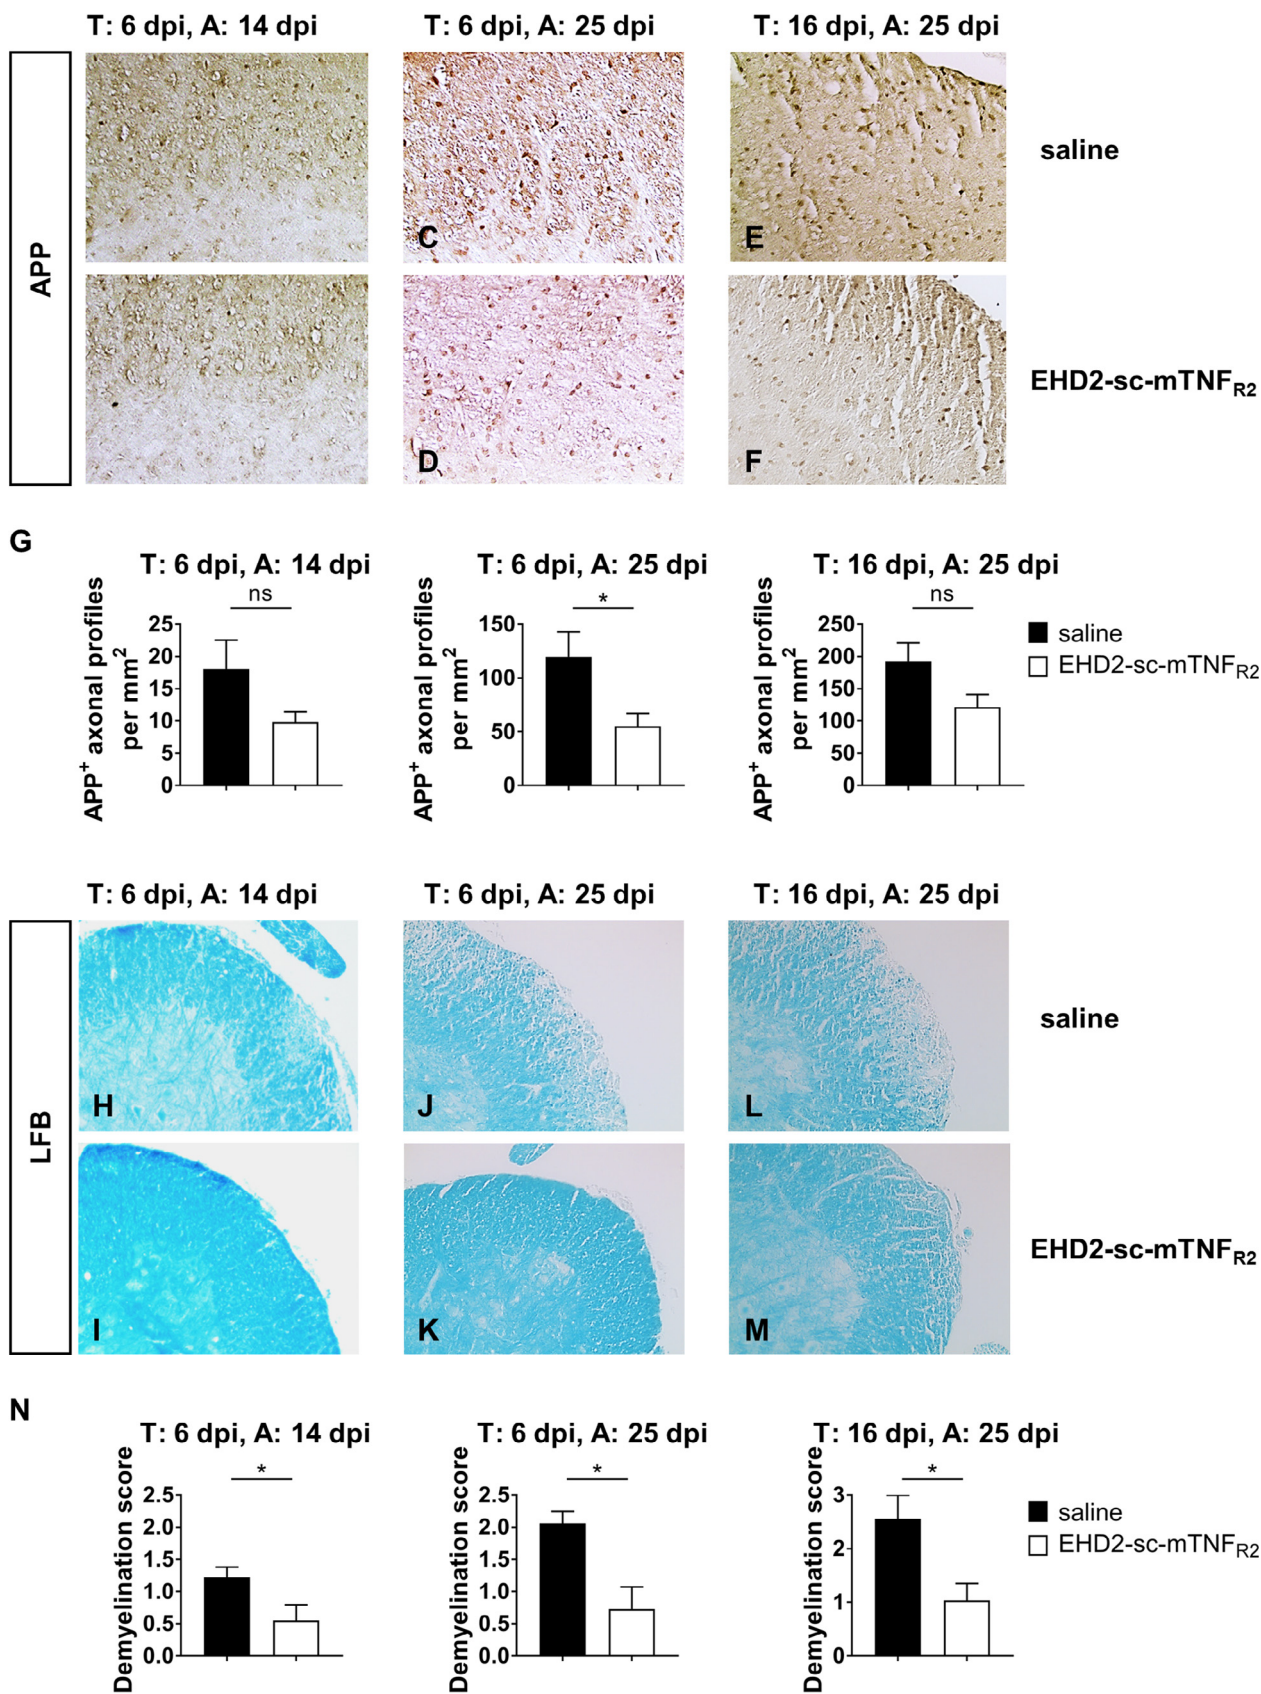 T: 6 dpi, A: 14 dpi
T: 6 dpi, A: 25 dpi
T: 16 dpi, A: 25 dpi
APP
C
E
saline
D
F
EHD2-sc-mTNF_R2
G
T: 6 dpi, A: 14 dpi
APP+ axonal profiles
per mm2
ns
25
20
15
10
5
0
T: 6 dpi, A: 25 dpi
APP+ axonal profiles
per mm2
*
150
100
50
0
T: 16 dpi, A: 25 dpi
APP+ axonal profiles
per mm2
ns
250
200
150
100
50
0
saline
EHD2-sc-mTNF_R2
T: 6 dpi, A: 14 dpi
T: 6 dpi, A: 25 dpi
T: 16 dpi, A: 25 dpi
LFB
H
J
L
saline
I
K
M
EHD2-sc-mTNF_R2
N
T: 6 dpi, A: 14 dpi
Demyelination score
*
2.5
2.0
1.5
1.0
0.5
0.0
T: 6 dpi, A: 25 dpi
Demyelination score
*
2.5
2.0
1.5
1.0
0.5
0.0
T: 16 dpi, A: 25 dpi
Demyelination score
*
3
2
1
0
saline
EHD2-sc-mTNF_R2